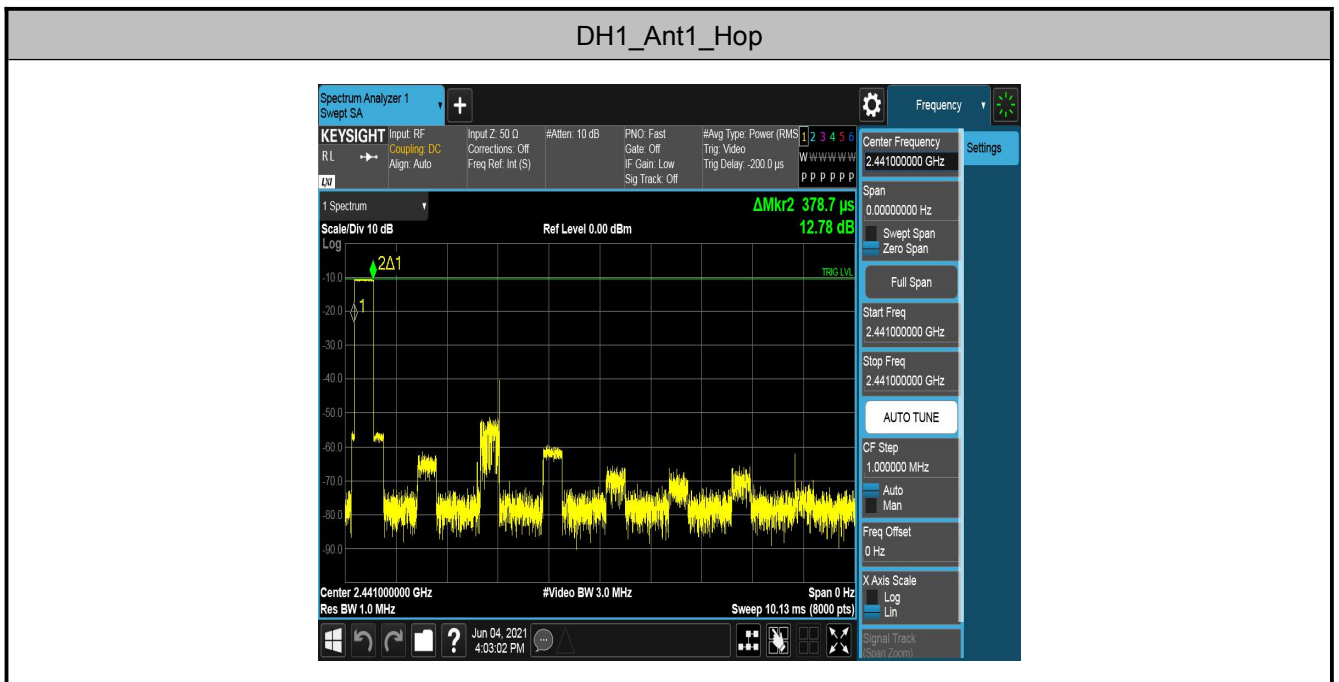 DH1_Ant1_Hop
Spectrum Analyzer 1
Swept SA
+
Frequency
KEYSIGHT
RL
LXI
Input: RF
Coupling: DC
Align: Auto
Input Z: 50 Ω
Corrections: Off
Freq Ref: Int (S)
#Atten: 10 dB
PNO: Fast
Gate: Off
IF Gain: Low
Sig Track: Off
#Avg Type: Power (RMS
Trig: Video
Trig Delay: -200.0 µs
1 2 3 4 5 6
W W W W W W
P P P P P P
1 Spectrum
Scale/Div 10 dB
Log
Ref Level 0.00 dBm
ΔMkr2 378.7 µs
12.78 dB
2Δ1
TRIG LVL
1
-10.0
-20.0
-30.0
-40.0
-50.0
-60.0
-70.0
-80.0
-90.0
Center 2.441000000 GHz
#Video BW 3.0 MHz
Span 0 Hz
Res BW 1.0 MHz
Sweep 10.13 ms (8000 pts)
?
Jun 04, 2021
4:03:02 PM
Center Frequency
2.441000000 GHz
Settings
Span
0.00000000 Hz
Swept Span
Zero Span
Full Span
Start Freq
2.441000000 GHz
Stop Freq
2.441000000 GHz
AUTO TUNE
CF Step
1.000000 MHz
Auto
Man
Freq Offset
0 Hz
X Axis Scale
Log
Lin
Signal Track
(Span Zoom)